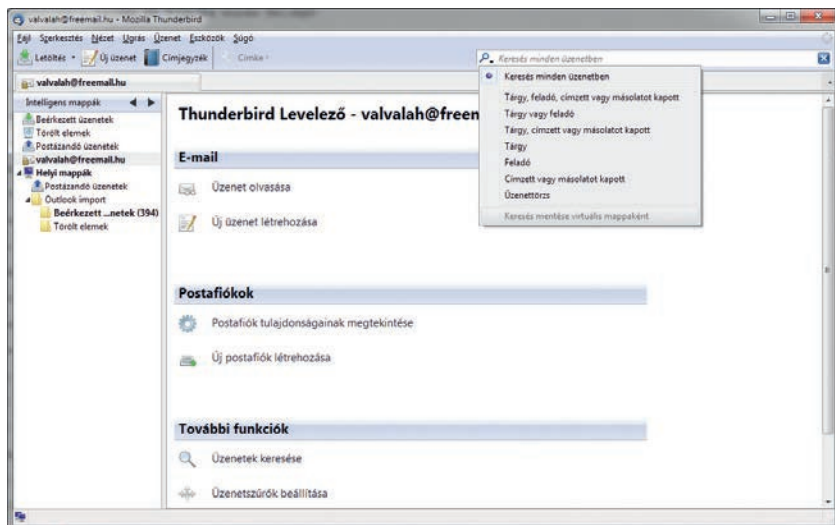 valvalah@freemail.hu - Mozilla Thunderbird
Fájl Szerkesztés Nézet Ugrás Üzenet Eszközök Súgó
Letöltés Új üzenet Címjegyzék Címke
Keresés minden üzenetben
valvalah@freemail.hu
Intelligens mappák
Beérkezett üzenetek
Törölt elemek
Postázandó üzenetek
valvalah@freemail.hu
Helyi mappák
Postázandó üzenetek
Outlook import
Beérkezett ...netek (394)
Törölt elemek
Thunderbird Levelező - valvalah@freen
E-mail
Üzenet olvasása
Új üzenet létrehozása
Postafiókok
Postafiók tulajdonságainak megtekintése
Új postafiók létrehozása
További funkciók
Üzenetek keresése
Üzenetszűrők beállítása
Keresés minden üzenetben
Tárgy, feladó, címzett vagy másolatot kapott
Tárgy vagy feladó
Tárgy, címzett vagy másolatot kapott
Tárgy
Feladó
Címzett vagy másolatot kapott
Üzenettörzs
Keresés mentése virtuális mappaként